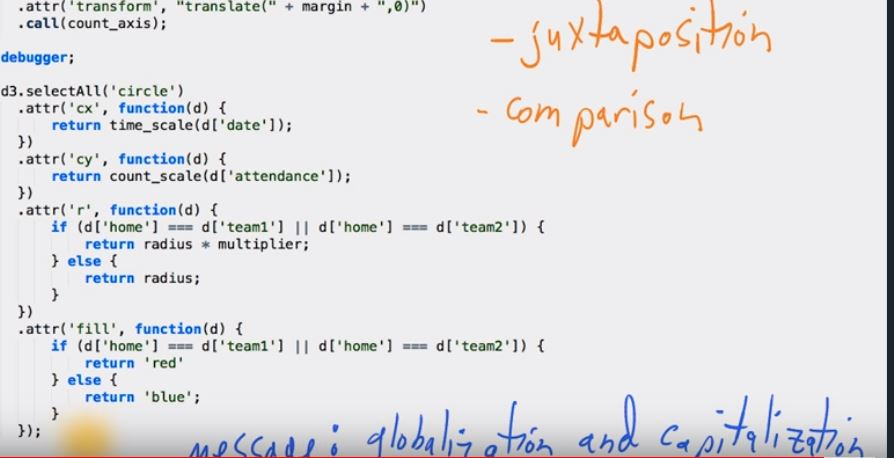 .attr('transform', "translate(" + margin + ",0)")
.call(count_axis);
debugger;
d3.selectAll('circle')
.attr('cx', function(d) {
return time_scale(d['date']);
})
.attr('cy', function(d) {
return count_scale(d['attendance']);
})
.attr('r', function(d) {
if (d['home'] === d['team1'] || d['home'] === d['team2']) {
return radius * multiplier;
} else {
return radius;
}
})
.attr('fill', function(d) {
if (d['home'] === d['team1'] || d['home'] === d['team2']) {
return 'red'
} else {
return 'blue';
}
});
- juxtaposition
- comparison
message: globalization and capitalization